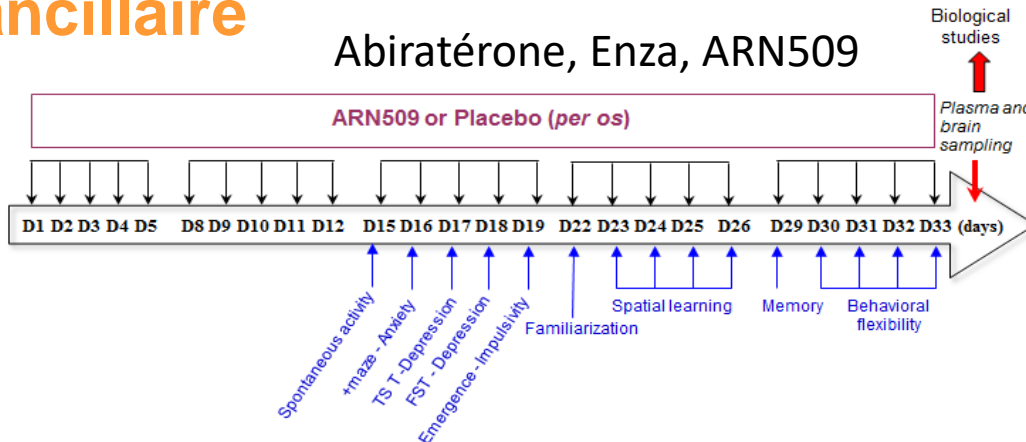 ancillaire
Abiratérone, Enza, ARN509
Biological
studies
ARN509 or Placebo (per os)
Plasma and
brain
sampling
D1 D2 D3 D4 D5 D8 D9 D10 D11 D12 D15 D16 D17 D18 D19 D22 D23 D24 D25 D26 D29 D30 D31 D32 D33 (days)
Spontaneous activity
+maze - Anxiety
TS T -Depression
FST - Depression
Emergence - Impulsivity
Familiarization
Spatial learning
Memory
Behavioral
flexibility